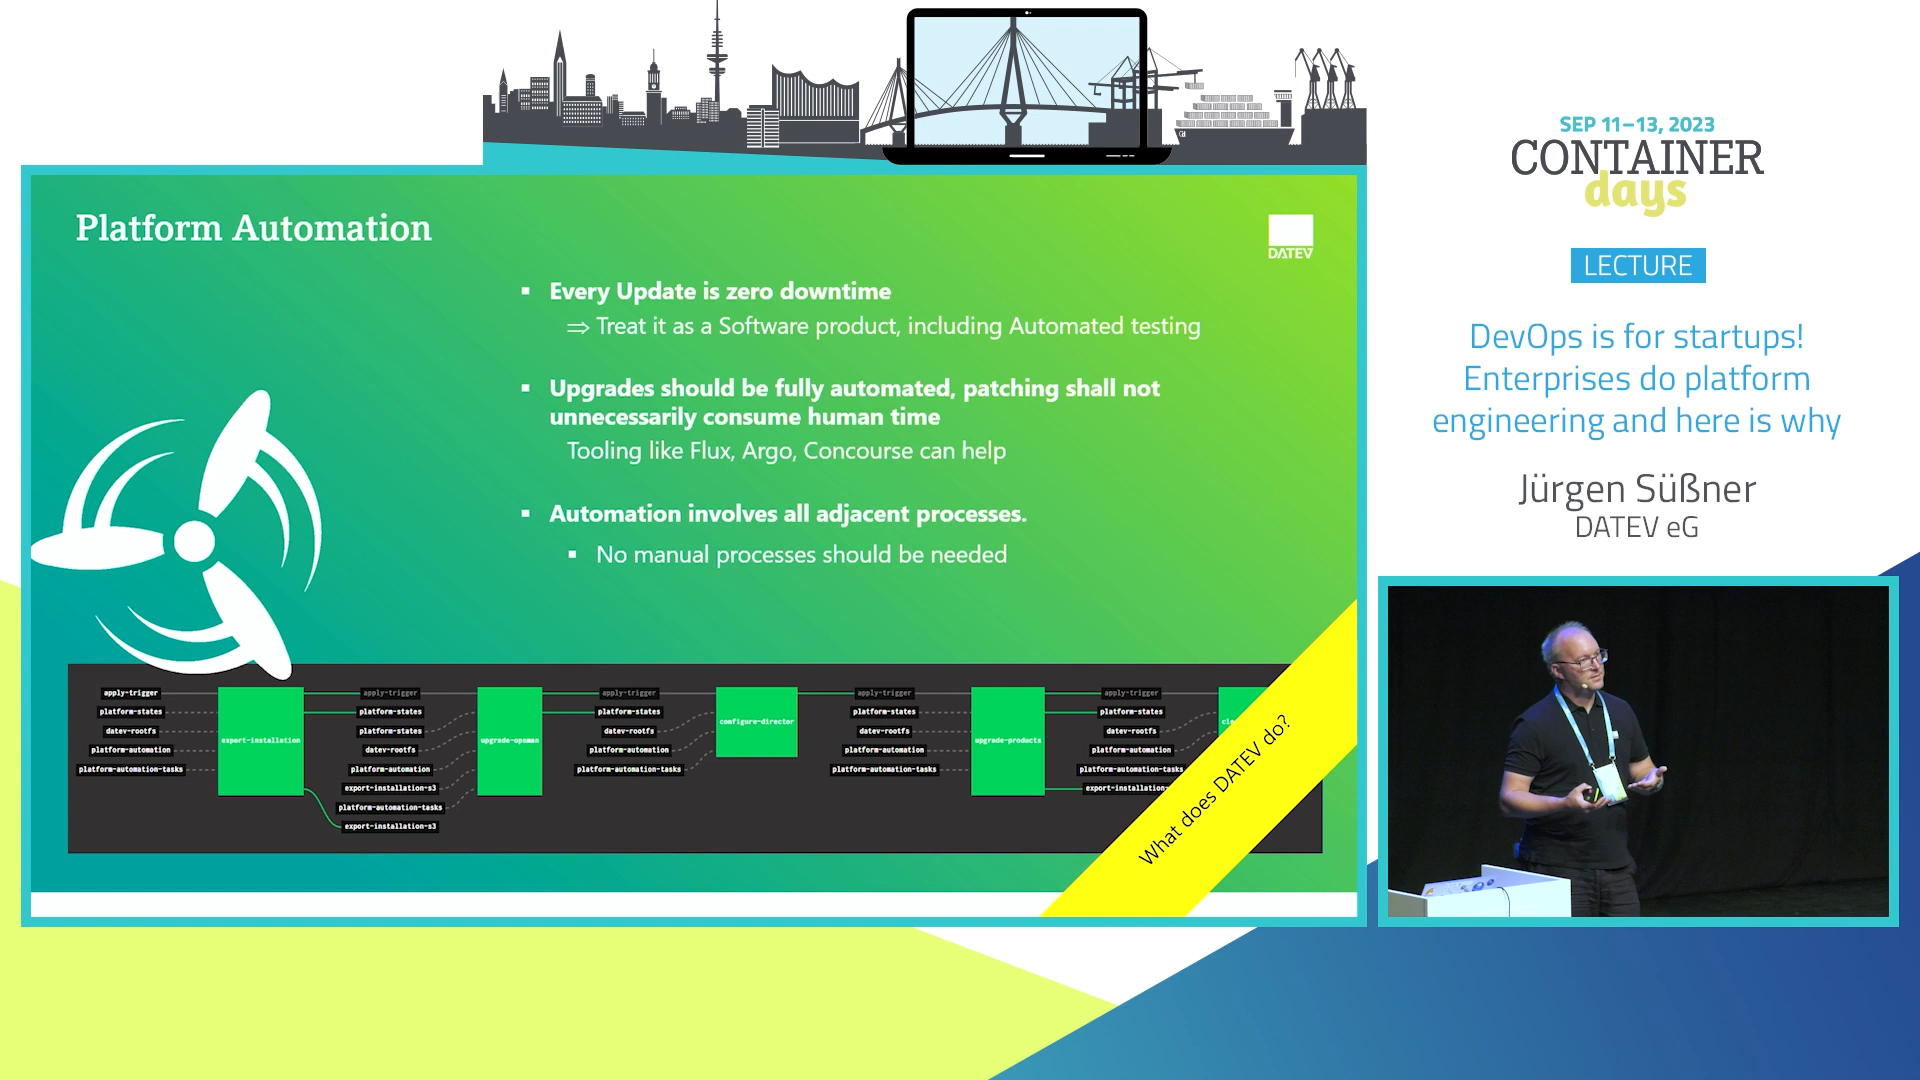 SEP 11–13, 2023
CONTAINER
days
LECTURE
DevOps is for startups!
Enterprises do platform
engineering and here is why
Jürgen Süßner
DATEV eG
Platform Automation
DATEV
▪ Every Update is zero downtime
⇒ Treat it as a Software product, including Automated testing
▪ Upgrades should be fully automated, patching shall not
unnecessarily consume human time
Tooling like Flux, Argo, Concourse can help
▪ Automation involves all adjacent processes.
▪ No manual processes should be needed
apply-trigger
platform-states
datev-rootfs
platform-automation
platform-automation-tasks
export-installation
apply-trigger
platform-states
platform-states
datev-rootfs
platform-automation
export-installation-s3
platform-automation-tasks
export-installation-s3
upgrade-opsman
apply-trigger
platform-states
datev-rootfs
platform-automation
platform-automation-tasks
configure-director
apply-trigger
platform-states
datev-rootfs
platform-automation
platform-automation-tasks
upgrade-products
apply-trigger
platform-states
datev-rootfs
platform-automation
platform-automation-tasks
export-installation-
What does DATEV do?